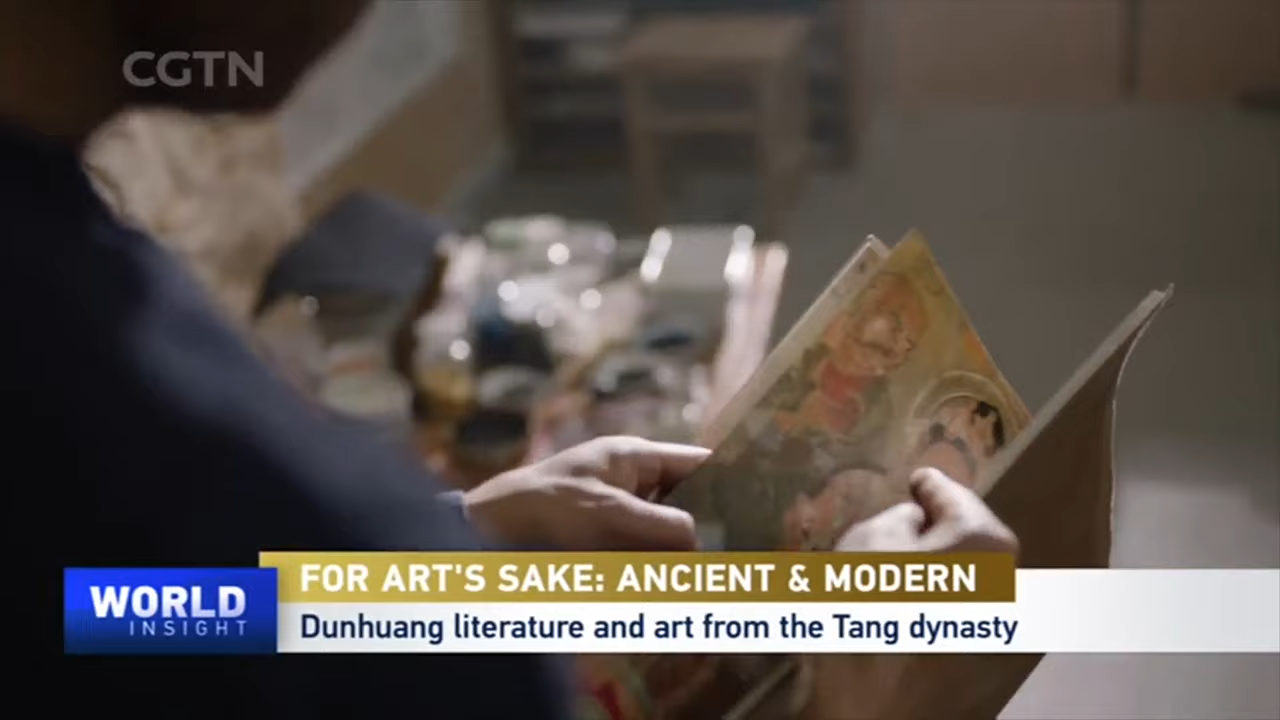 CGTN
FOR ART'S SAKE: ANCIENT & MODERN
WORLD
INSIGHT
Dunhuang literature and art from the Tang dynasty